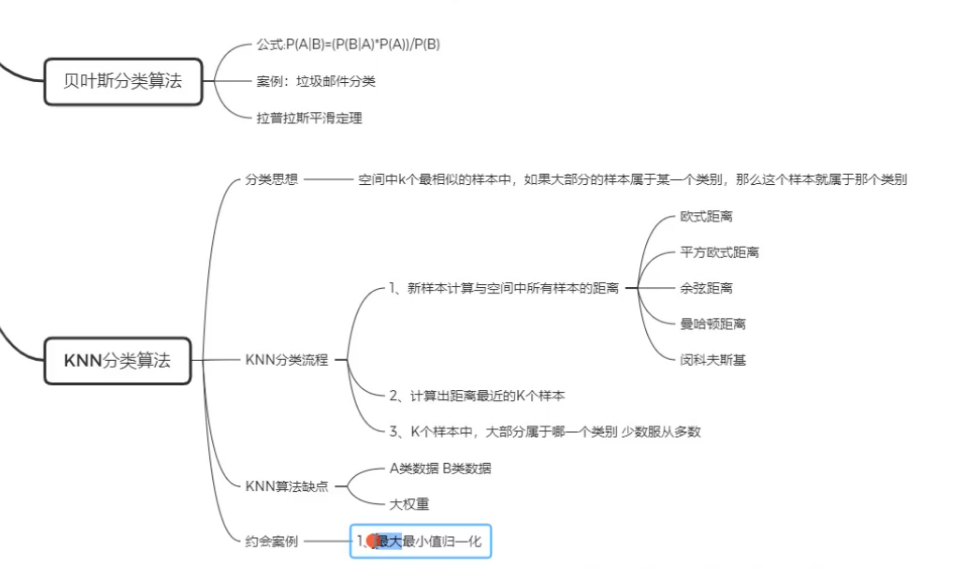 公式:P(A|B)=(P(B|A)*P(A))/P(B)
贝叶斯分类算法
案例：垃圾邮件分类
拉普拉斯平滑定理
分类思想
空间中k个最相似的样本中，如果大部分的样本属于某一个类别，那么这个样本就属于那个类别
欧式距离
平方欧式距离
1、新样本计算与空间中所有样本的距离
余弦距离
曼哈顿距离
KNN分类算法
KNN分类流程
闵科夫斯基
2、计算出距离最近的K个样本
3、K个样本中，大部分属于哪一个类别 少数服从多数
A类数据 B类数据
KNN算法缺点
大权重
约会案例
1、最大最小值归一化